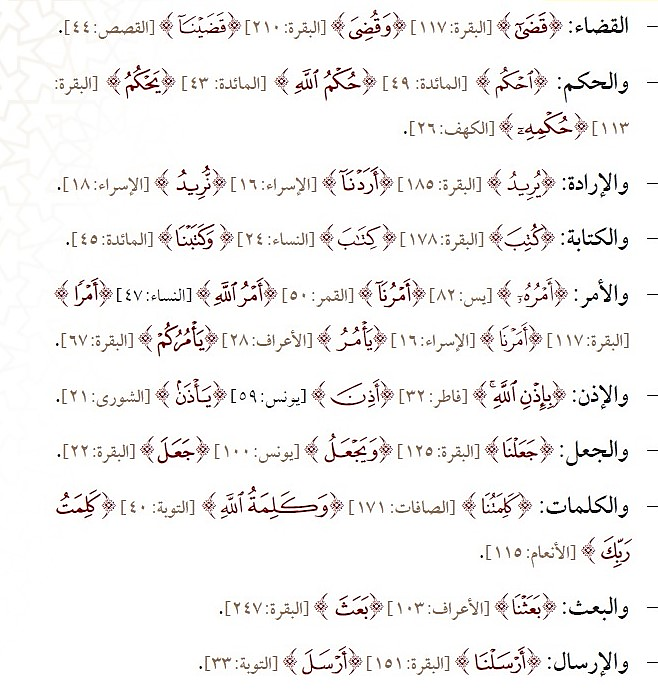 – القضاء: ﴿قَضَىٰٓ﴾ [البقرة: ١١٧] ﴿وَقُضِيَ﴾ [البقرة: ٢١٠] ﴿قَضَيْنَآ﴾ [القصص: ٤٤].
– والحكم: ﴿ٱحْكُم﴾ [المائدة: ٤٩] ﴿حُكْمُ ٱللَّهِ﴾ [المائدة: ٤٣] ﴿يَحْكُمُ﴾ [البقرة:
١١٣] ﴿حُكْمِهِۦٓ﴾ [الكهف: ٢٦].
– والإرادة: ﴿يُرِيدُ﴾ [البقرة: ١٨٥] ﴿أَرَدْنَآ﴾ [الإسراء: ١٦] ﴿نُّرِيدُ﴾ [الإسراء: ١٨].
– والكتابة: ﴿كُتِبَ﴾ [البقرة: ١٧٨] ﴿كِتَٰبَ﴾ [النساء: ٢٤] ﴿وَكَتَبْنَا﴾ [المائدة: ٤٥].
– والأمر: ﴿أَمْرُهُۥٓ﴾ [يس: ٨٢] ﴿أَمْرُنَآ﴾ [القمر: ٥٠] ﴿أَمْرُ ٱللَّهِ﴾ [النساء: ٤٧] ﴿أَمْرًا﴾
[البقرة: ١١٧] ﴿أَمَرْنَا﴾ [الإسراء: ١٦] ﴿يَأْمُرُ﴾ [الأعراف: ٢٨] ﴿يَأْمُرُكُمْ﴾ [البقرة: ٦٧].
– والإذن: ﴿بِإِذْنِ ٱللَّهِۚ﴾ [فاطر: ٣٢] ﴿أَذِنَ﴾ [يونس: ٥٩] ﴿يَأْذَنۢ﴾ [الشورى: ٢١].
– والجعل: ﴿جَعَلْنَا﴾ [البقرة: ١٢٥] ﴿وَيَجْعَلُ﴾ [يونس: ١٠٠] ﴿جَعَلَ﴾ [البقرة: ٢٢].
– والكلمات: ﴿كَلِمَتُنَا﴾ [الصافات: ١٧١] ﴿وَكَلِمَةُ ٱللَّهِ﴾ [التوبة: ٤٠] ﴿كَلِمَتُ
رَبِّكَ﴾ [الأنعام: ١١٥].
– والبعث: ﴿بَعَثْنَا﴾ [الأعراف: ١٠٣] ﴿بَعَثَ﴾ [البقرة: ٢٤٧].
– والإرسال: ﴿أَرْسَلْنَا﴾ [البقرة: ١٥١] ﴿أَرْسَلَ﴾ [التوبة: ٣٣].